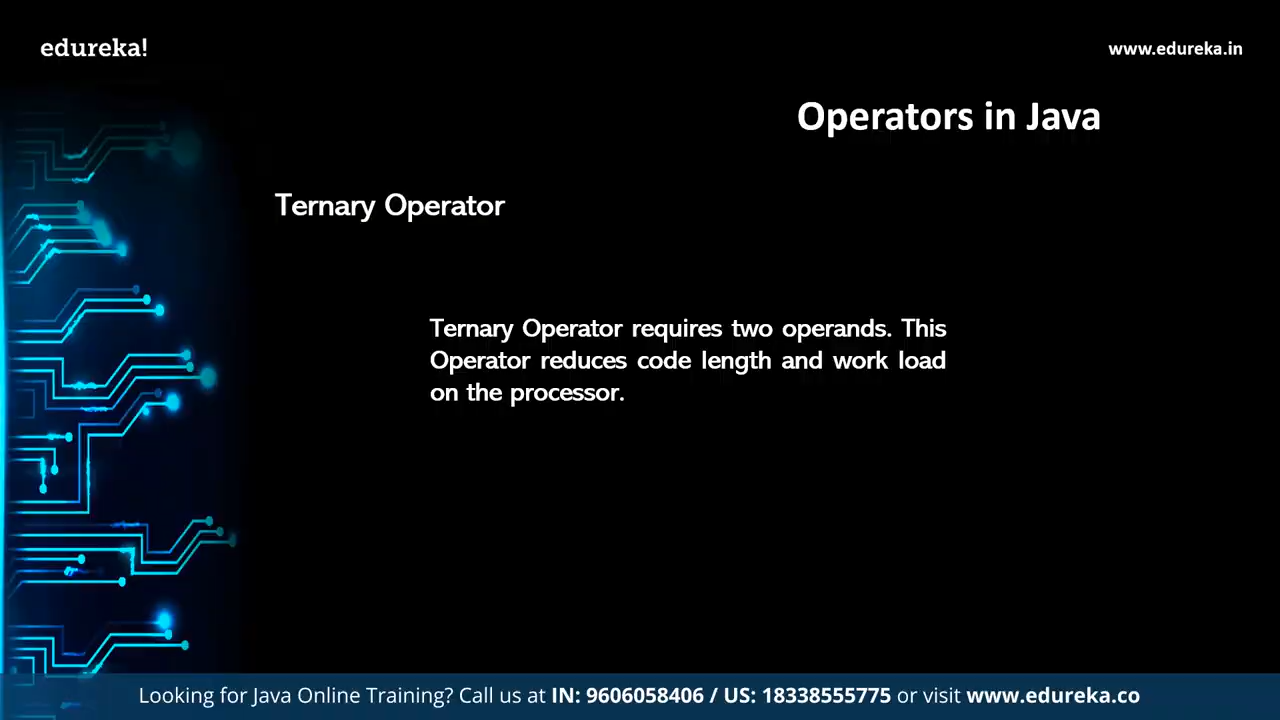 edureka!
www.edureka.in
Operators in Java
Ternary Operator
Ternary Operator requires two operands. This
Operator reduces code length and work load
on the processor.
Looking for Java Online Training? Call us at IN: 9606058406 / US: 18338555775 or visit www.edureka.co